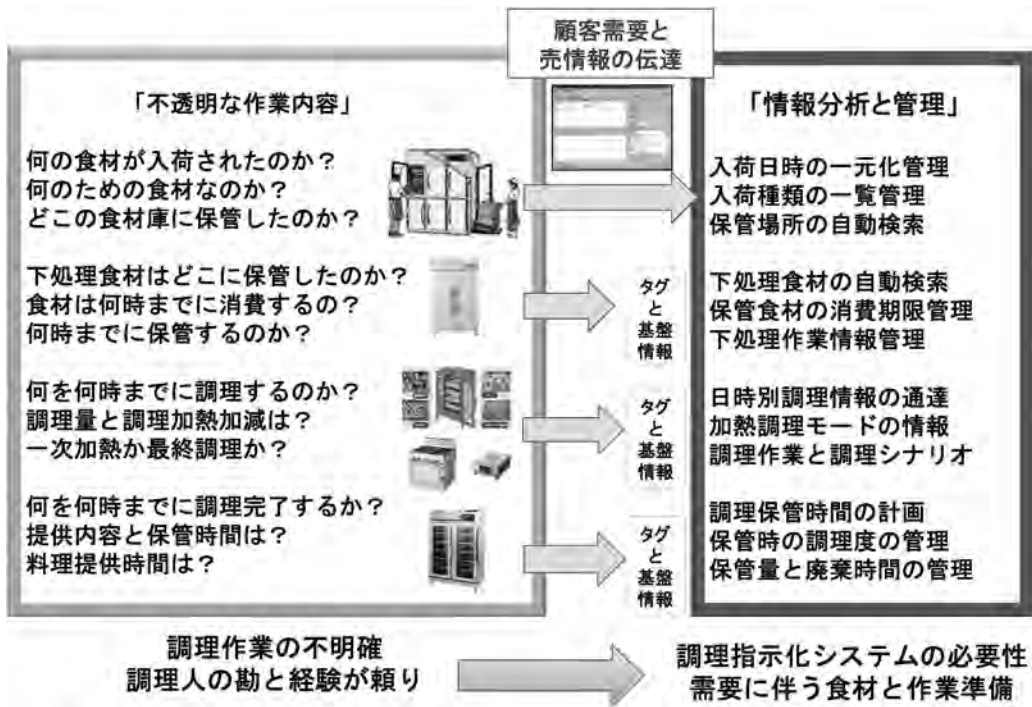 顧客需要と
売情報の伝達
「不透明な作業内容」
何の食材が入荷されたのか？
何のための食材なのか？
どこの食材庫に保管したのか？
下処理食材はどこに保管したのか？
食材は何時までに消費するの？
何時までに保管するのか？
何を何時までに調理するのか？
調理量と調理加熱加減は？
一次加熱か最終調理か？
何を何時までに調理完了するか？
提供内容と保管時間は？
料理提供時間は？
タグ
と
基盤
情報
タグ
と
基盤
情報
タグ
と
基盤
情報
「情報分析と管理」
入荷日時の一元化管理
入荷種類の一覧管理
保管場所の自動検索
下処理食材の自動検索
保管食材の消費期限管理
下処理作業情報管理
日時別調理情報の通達
加熱調理モードの情報
調理作業と調理シナリオ
調理保管時間の計画
保管時の調理度の管理
保管量と廃棄時間の管理
調理作業の不明確
調理人の勘と経験が頼り
調理指示化システムの必要性
需要に伴う食材と作業準備